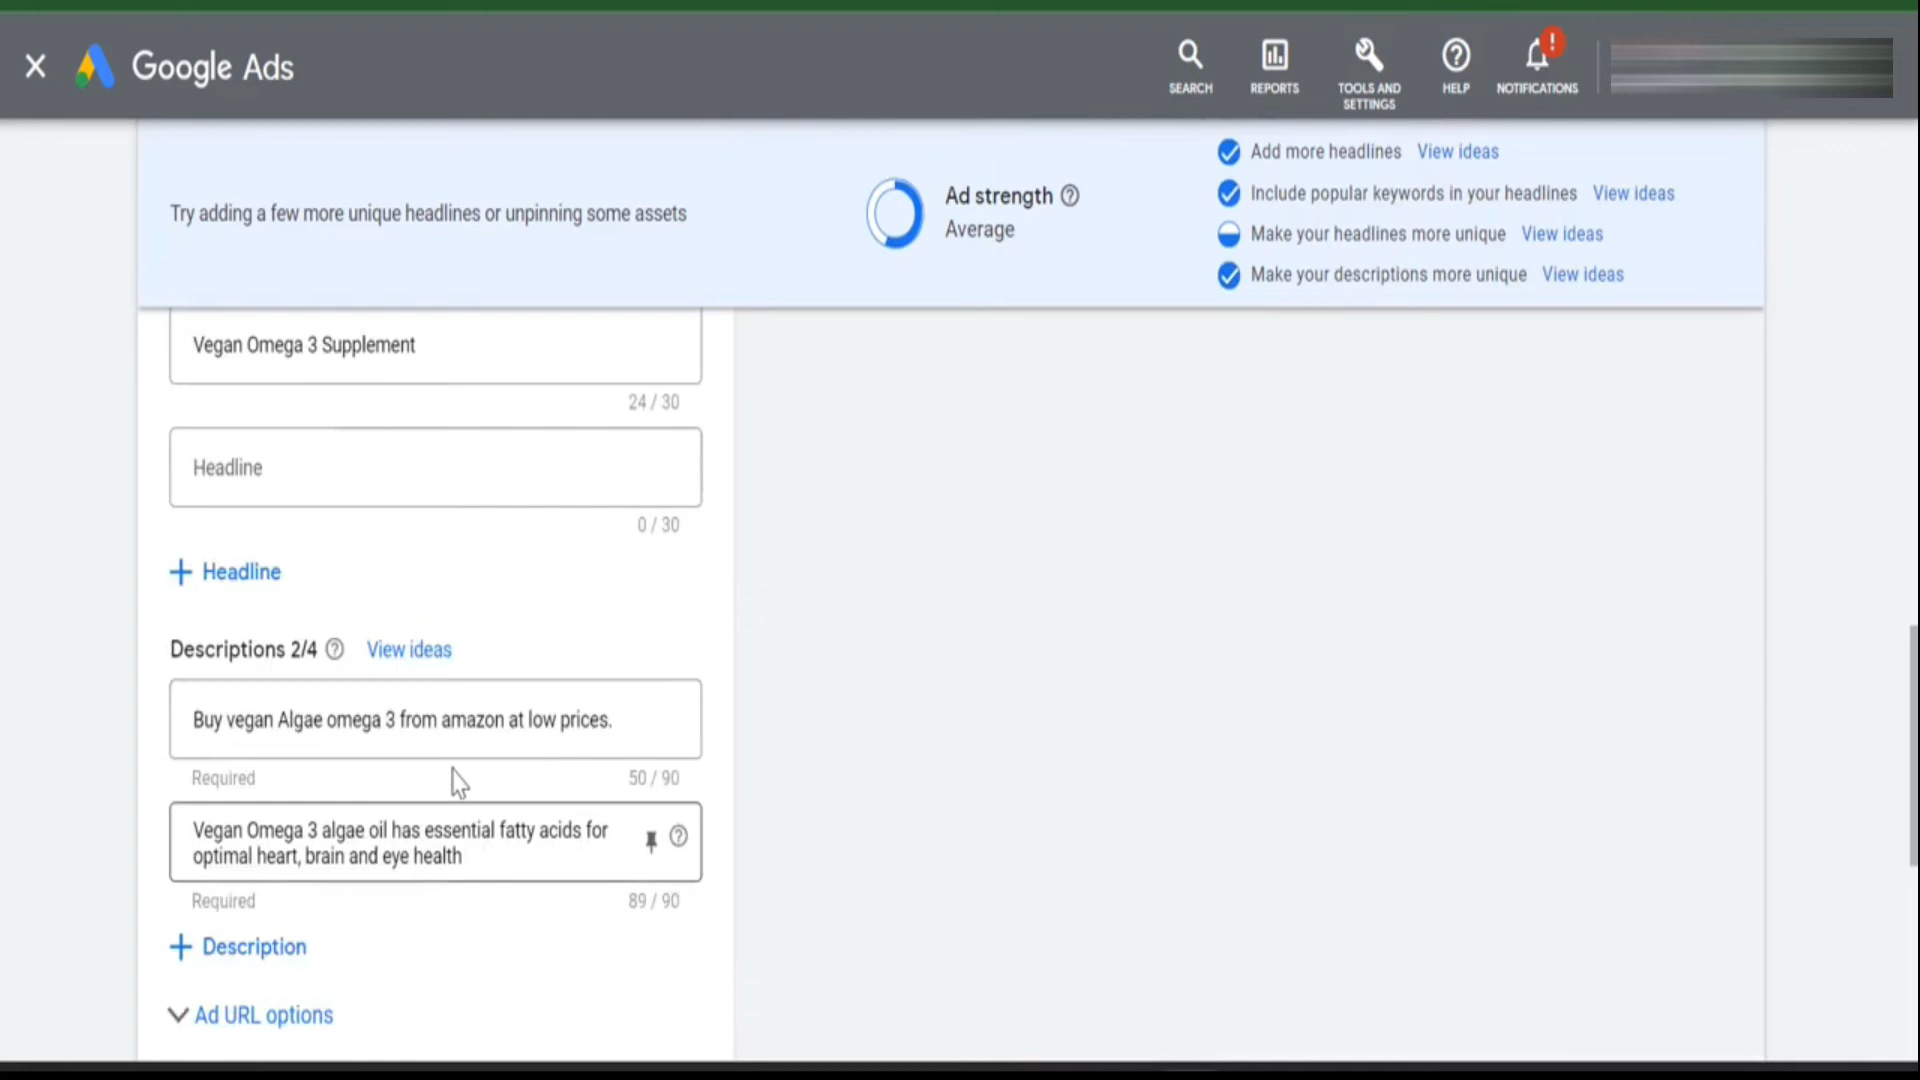 Google Ads
SEARCH
REPORTS
TOOLS AND
SETTINGS
HELP
!
NOTIFICATIONS
Try adding a few more unique headlines or unpinning some assets
Ad strength ?
Average
Add more headlines View ideas
Include popular keywords in your headlines View ideas
Make your headlines more unique View ideas
Make your descriptions more unique View ideas
Vegan Omega 3 Supplement
24 / 30
Headline
0 / 30
+ Headline
Descriptions 2/4 ? View ideas
Buy vegan Algae omega 3 from amazon at low prices.
Required 50 / 90
Vegan Omega 3 algae oil has essential fatty acids for
optimal heart, brain and eye health
Required 89 / 90
+ Description
Ad URL options